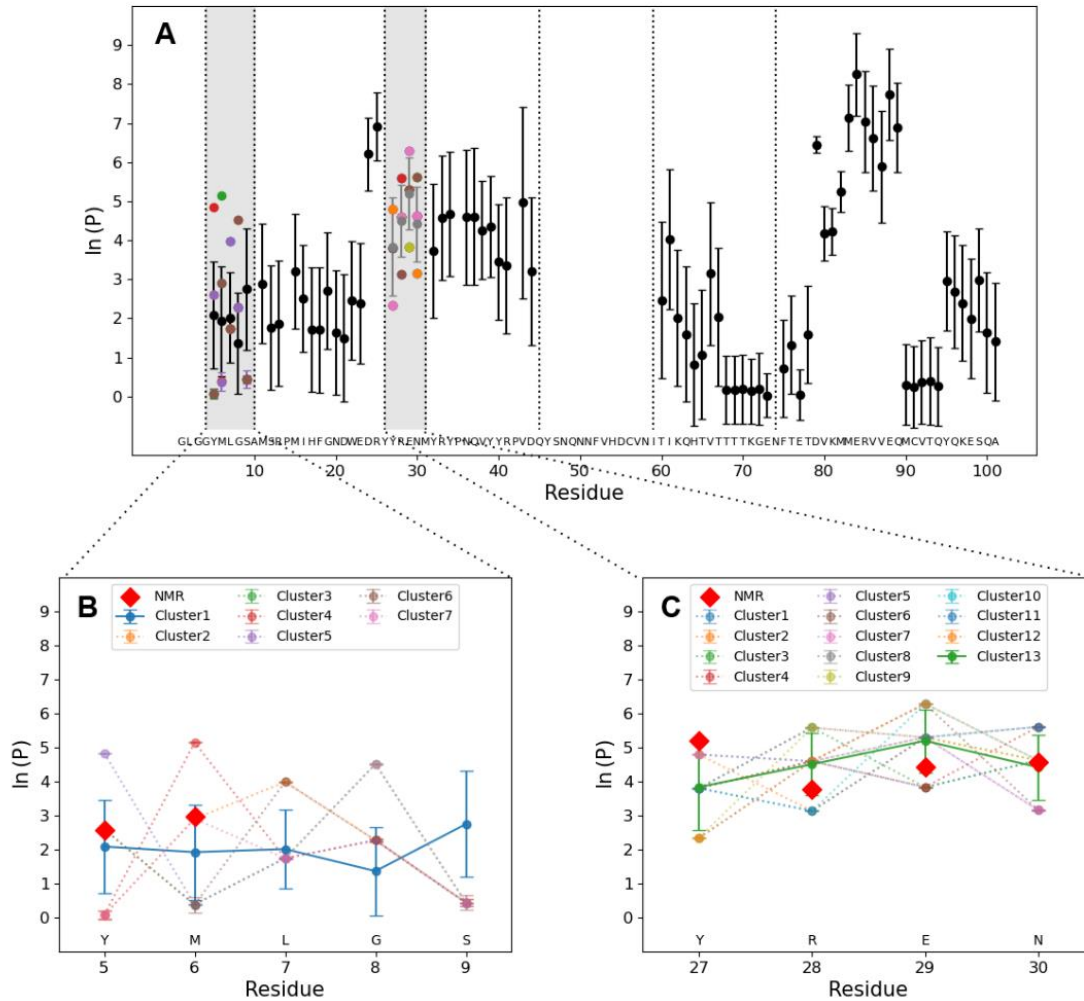 A
ln (P)
9
8
7
6
5
4
3
2
1
0
GLGGYMLGSAMSRPMIHFGNDWEDRYYRENMYRYPNQVYYRPVDQYSNQNNFVHDCVNITIKQHTVTTTTKGENFTETDVKMMERVVEQMCVTQYQKESQA
10 20 30 40 50 60 70 80 90 100
Residue
B
NMR Cluster3 Cluster6
Cluster1 Cluster4 Cluster7
Cluster2 Cluster5
ln (P)
9
8
7
6
5
4
3
2
1
0
Y M L G S
5 6 7 8 9
Residue
C
NMR Cluster5 Cluster10
Cluster1 Cluster6 Cluster11
Cluster2 Cluster7 Cluster12
Cluster3 Cluster8 Cluster13
Cluster4 Cluster9
ln (P)
9
8
7
6
5
4
3
2
1
0
Y R E N
27 28 29 30
Residue